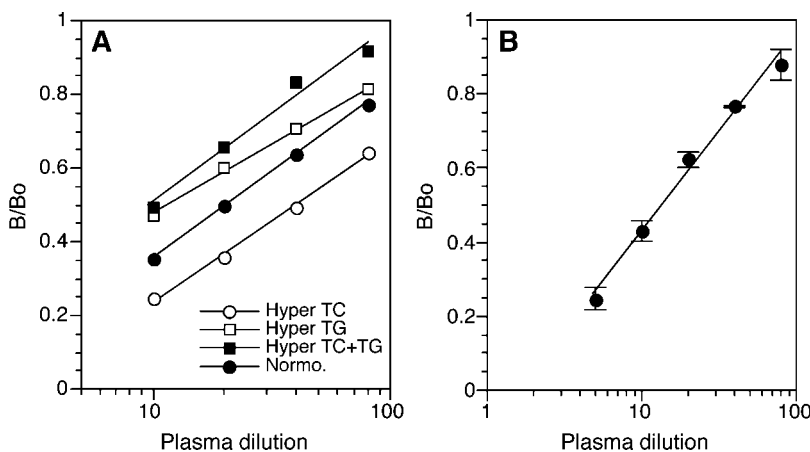 A
B/Bo
1
0.8
0.6
0.4
0.2
0
Hyper TC
Hyper TG
Hyper TC+TG
Normo.
10
100
Plasma dilution
B
B/Bo
1
0.8
0.6
0.4
0.2
0
1
10
100
Plasma dilution